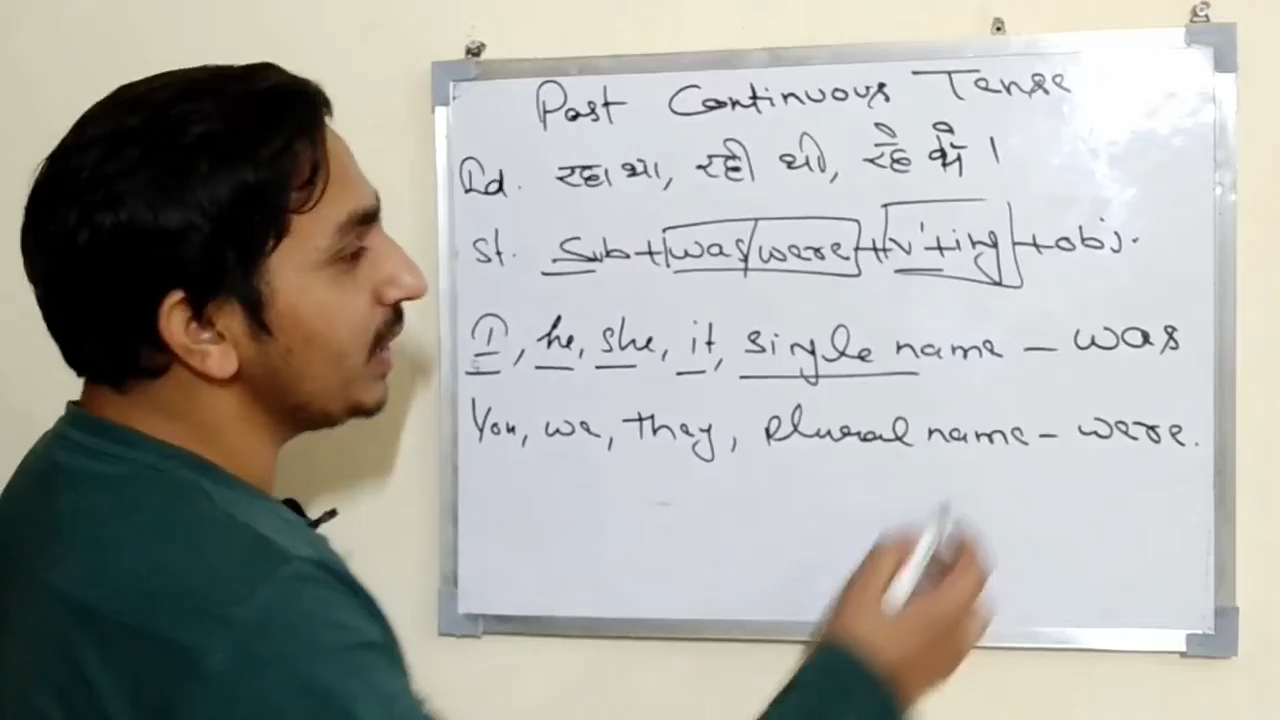 Past Continuous Tense
Id. रहा था, रही थी, रहे थे ।
St. Sub+was/were+v'+ing+obj.
I, he, she, it, single name - was
You, we, they, plural name - were.